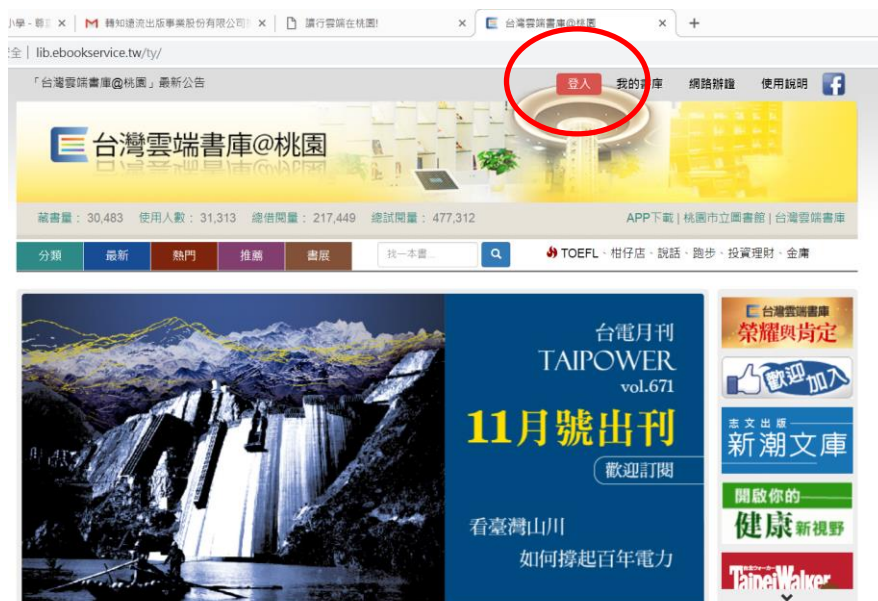 小學 - 
轉知遠流出版事業股份有限公司
讀行雲端在桃園!
台灣雲端書庫@桃園
全 | lib.ebookservice.tw/ty/
「台灣雲端書庫@桃園」最新公告
登入 我的書庫 網路辦證 使用說明
台灣雲端書庫@桃園
藏書量： 30,483 使用人數： 31,313 總借閱量： 217,449 總試閱量： 477,312
APP下載 | 桃園市立圖書館 | 台灣雲端書庫
分類 最新 熱門 推薦 書展 找一本書... TOEFL、柑仔店、說話、跑步、投資理財、金庸
台電月刊
TAIPOWER
vol.671
11月號出刊
歡迎訂閱
看臺灣山川
如何撐起百年電力
台灣雲端書庫
榮耀與肯定
歡迎加入
志文出版
新潮文庫
開啟你的
健康新視野
TaipeiWalker